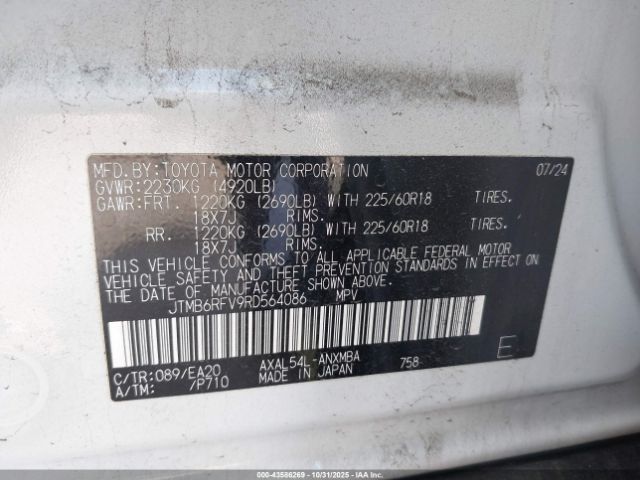 MFD.BY:TOYOTA MOTOR CORPORATION 07/24
GVWR:2230KG (4920LB)
GAWR:FRT. 1220KG (2690LB) WITH 225/60R18 TIRES.
18X7J RIMS.
RR. 1220KG (2690LB) WITH 225/60R18 TIRES.
18X7J RIMS.
THIS VEHICLE CONFORMS TO ALL APPLICABLE FEDERAL MOTOR
VEHICLE SAFETY AND THEFT PREVENTION STANDARDS IN EFFECT ON
THE DATE OF MANUFACTURE SHOWN ABOVE.
JTMB6RFV9RD564086 MPV
C/TR:089/EA20 AXAL54L-ANXMBA 758 E
A/TM: /P710 MADE IN JAPAN
000-43586269 - 10/31/2025 - iaai.com